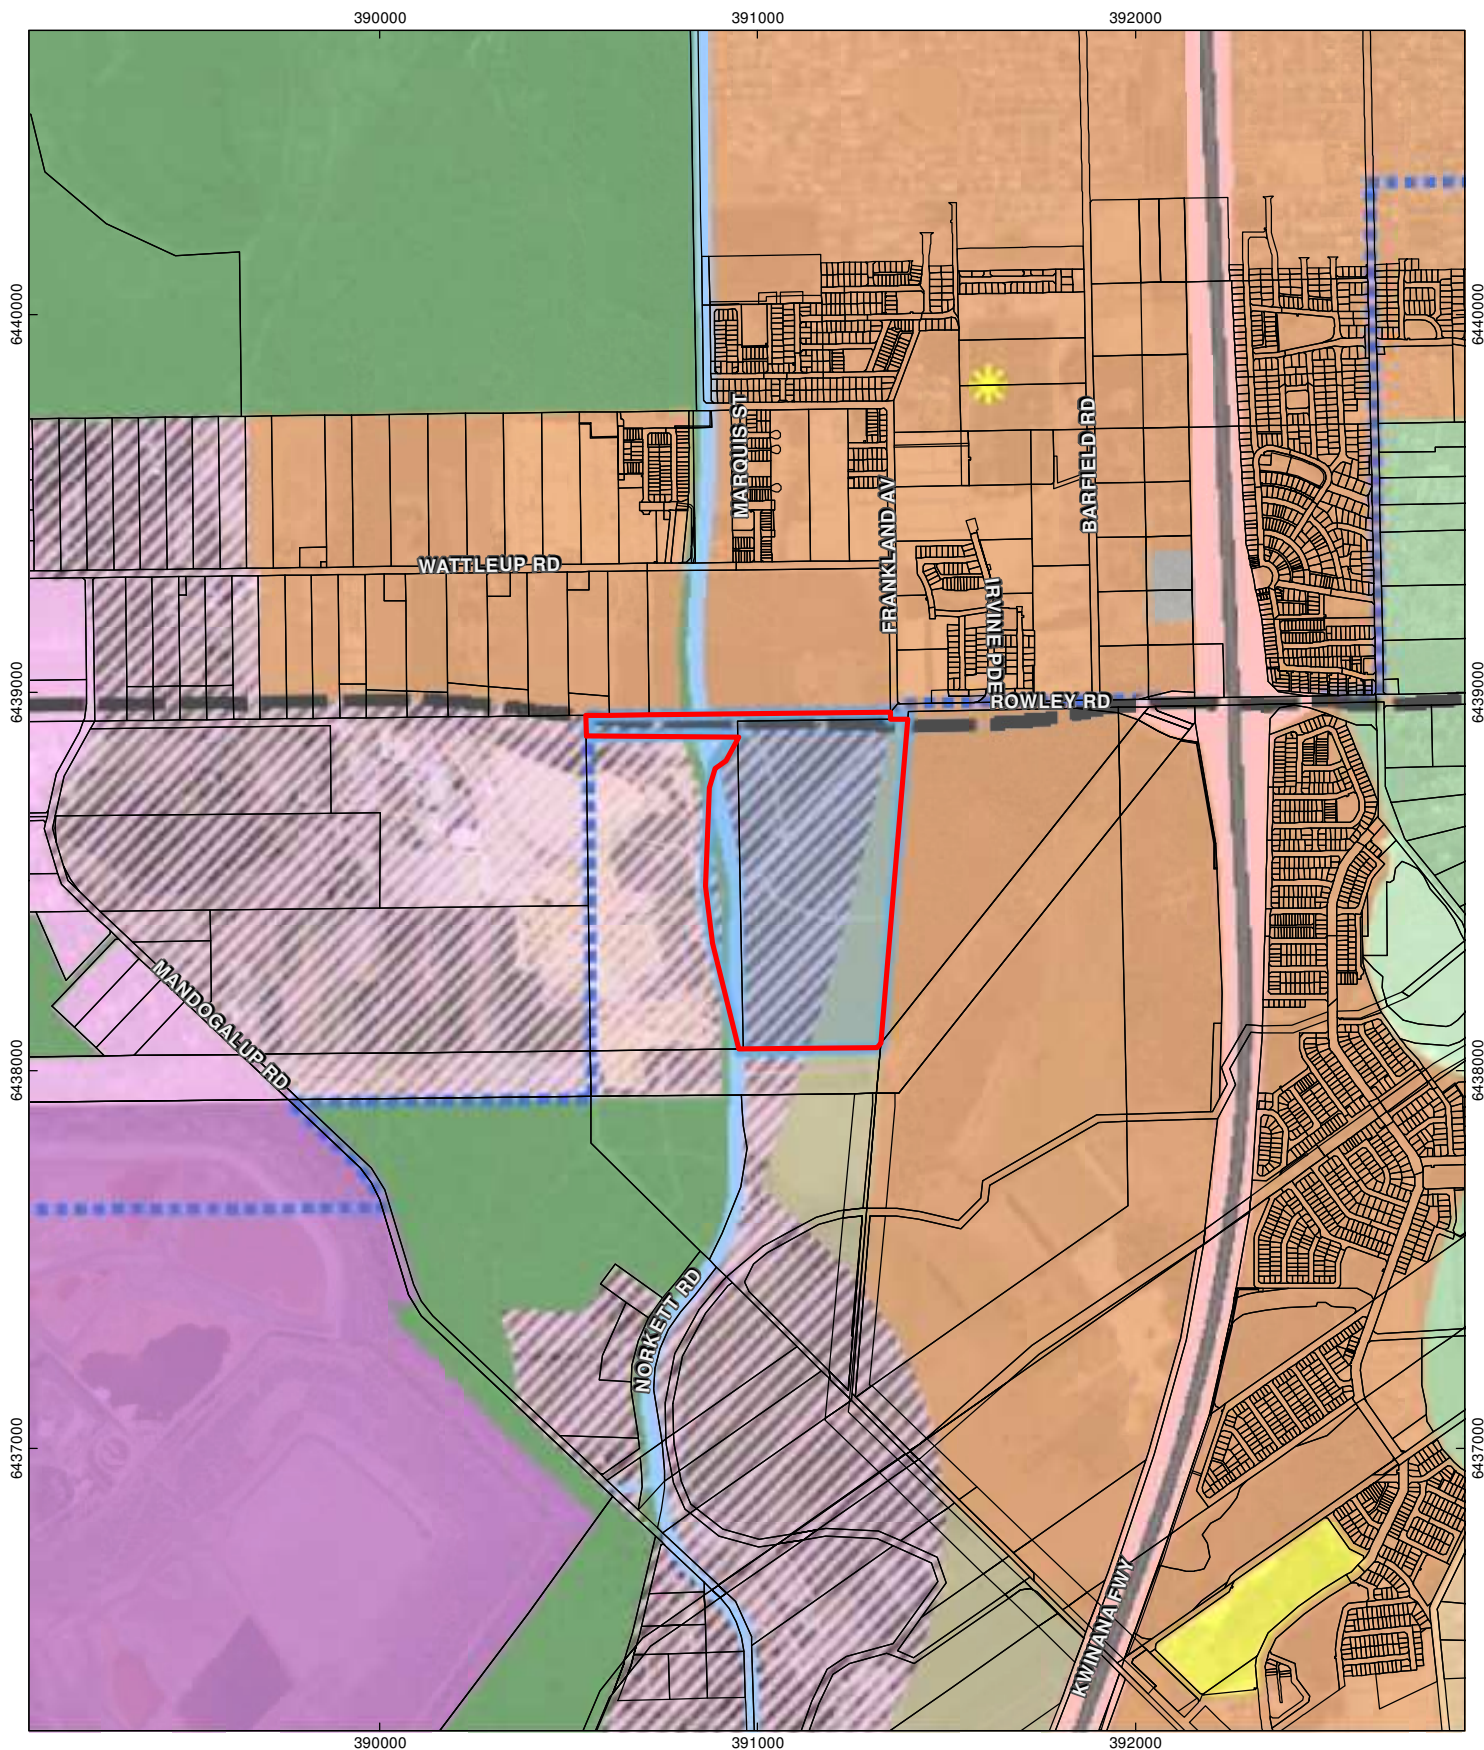 390000
391000
392000
6440000
6440000
MARQUIS ST
BARFIELD RD
FRANKLAND AV
WATTLEUP RD
IRVINE PDE
ROWLEY RD
6439000
6439000
MANDOGALUP RD
6438000
6438000
NORKETT RD
6437000
6437000
KWINANA FWY
390000
391000
392000